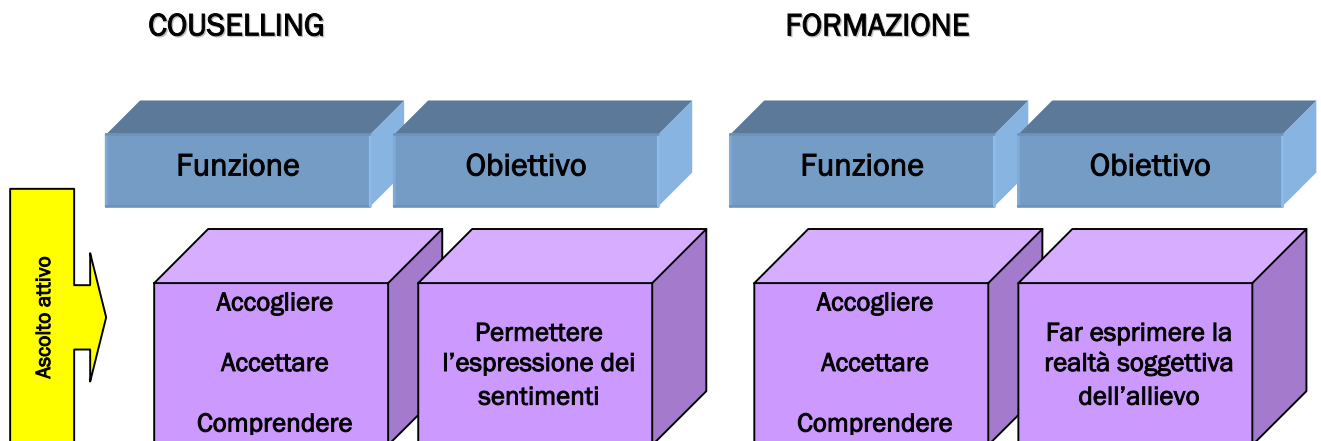 COUSELLING
FORMAZIONE
Funzione
Obiettivo
Funzione
Obiettivo
Ascolto attivo
Accogliere
Accettare
Comprendere
Permettere
l'espressione dei
sentimenti
Accogliere
Accettare
Comprendere
Far esprimere la
realtà soggettiva
dell'allievo